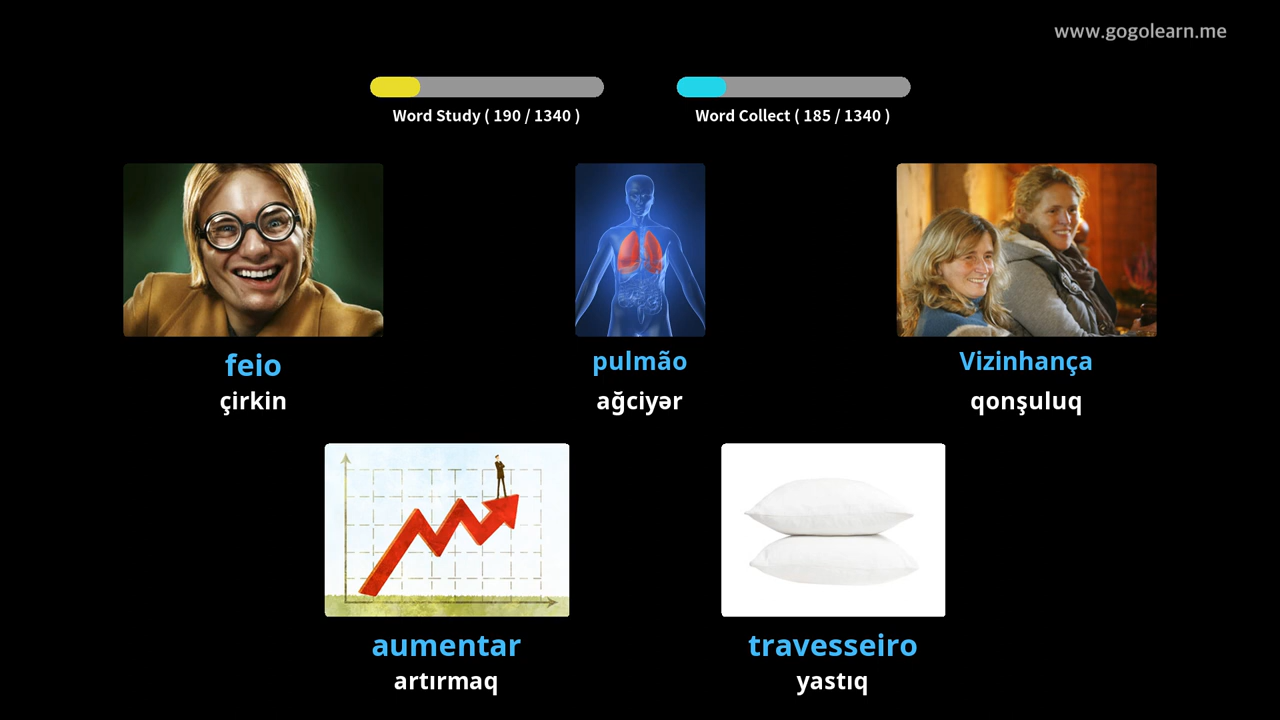 www.gogolearn.me
Word Study ( 190 / 1340 )
Word Collect ( 185 / 1340 )
feio
çirkin
pulmão
ağciyər
Vizinhança
qonşuluq
aumentar
artırmaq
travesseiro
yastıq